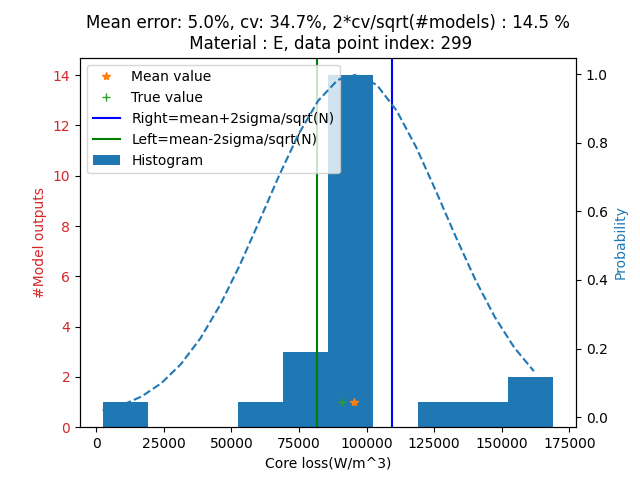 Mean error: 5.0%, cv: 34.7%, 2*cv/sqrt(#models) : 14.5 %
Material : E, data point index: 299
Mean value
True value
Right=mean+2sigma/sqrt(N)
Left=mean-2sigma/sqrt(N)
Histogram
#Model outputs
14
12
10
8
6
4
2
0
Probability
1.0
0.8
0.6
0.4
0.2
0.0
0 25000 50000 75000 100000 125000 150000 175000
Core loss(W/m^3)